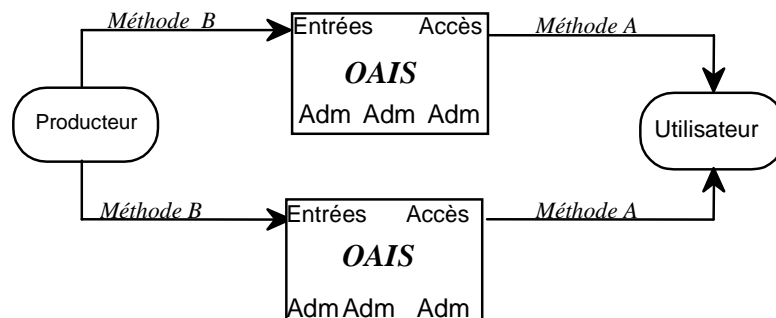 Méthode B
Entrées Accès
Méthode A
OAIS
Adm Adm Adm
Producteur
Utilisateur
Méthode B
Entrées Accès
Méthode A
OAIS
Adm Adm Adm